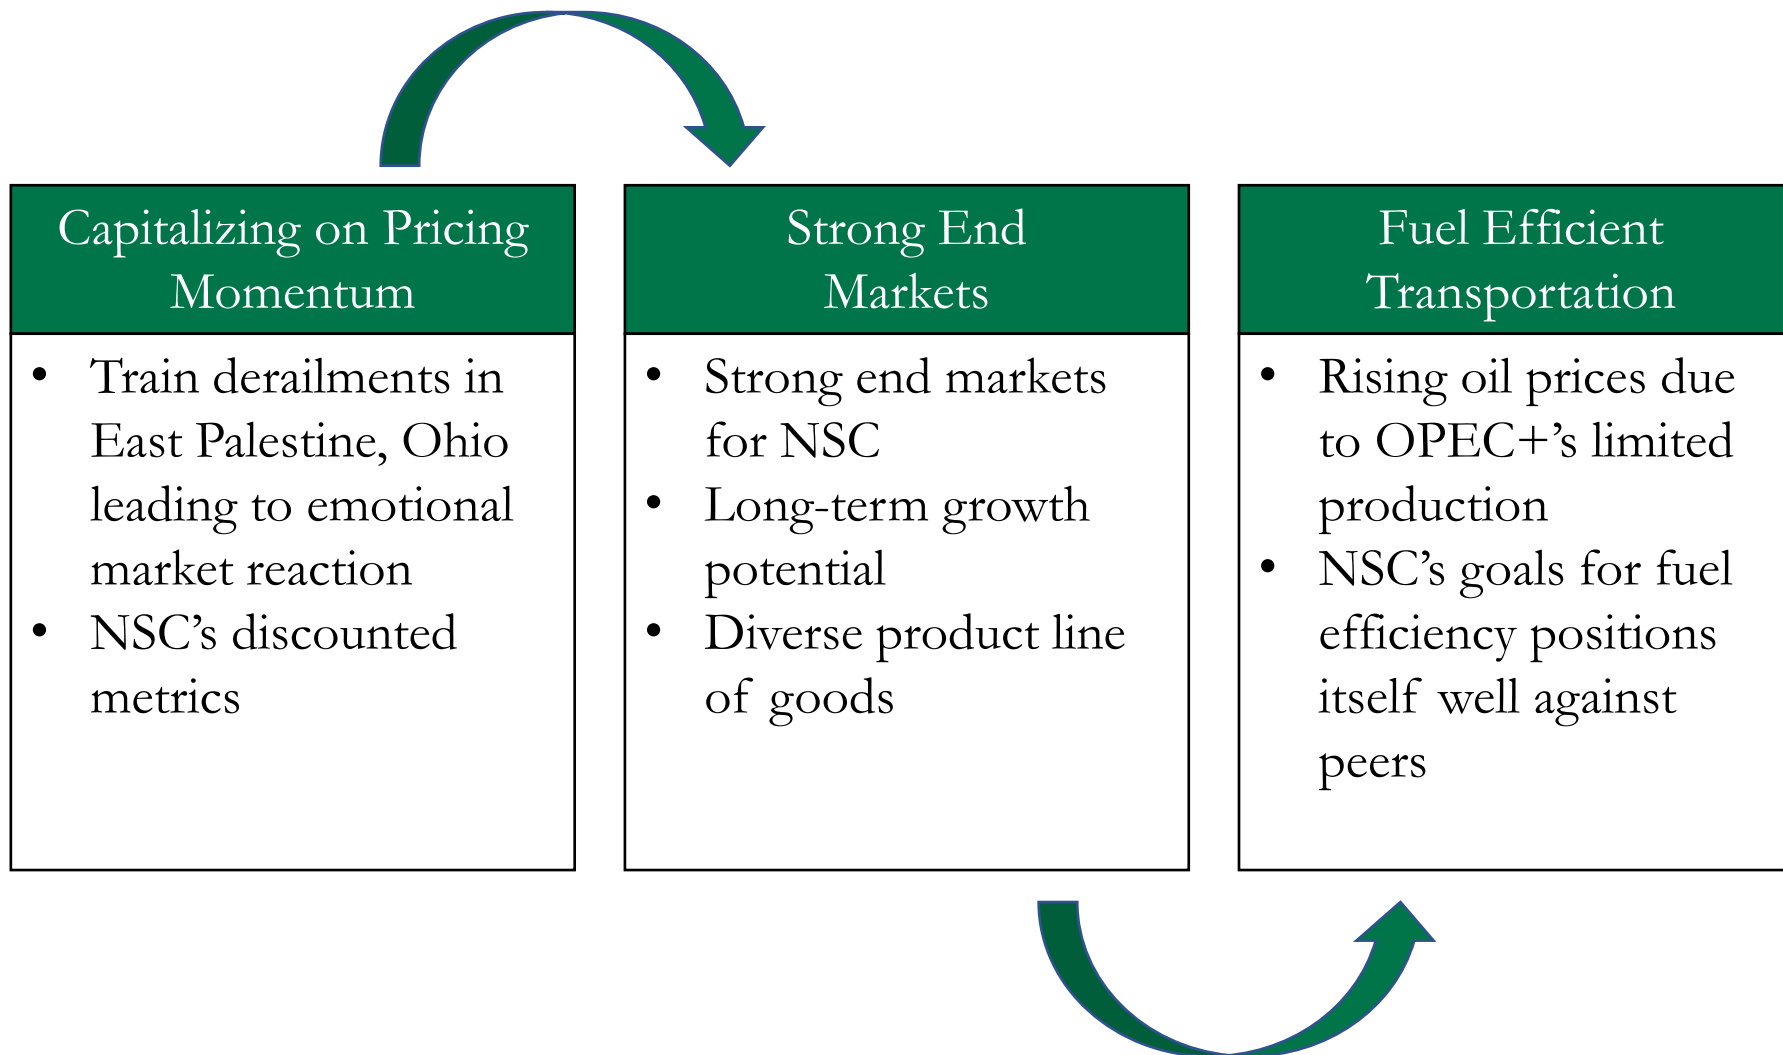 Capitalizing on Pricing
Momentum
• Train derailments in
East Palestine, Ohio
leading to emotional
market reaction
• NSC’s discounted
metrics
Strong End
Markets
• Strong end markets
for NSC
• Long-term growth
potential
• Diverse product line
of goods
Fuel Efficient
Transportation
• Rising oil prices due
to OPEC+’s limited
production
• NSC’s goals for fuel
efficiency positions
itself well against
peers